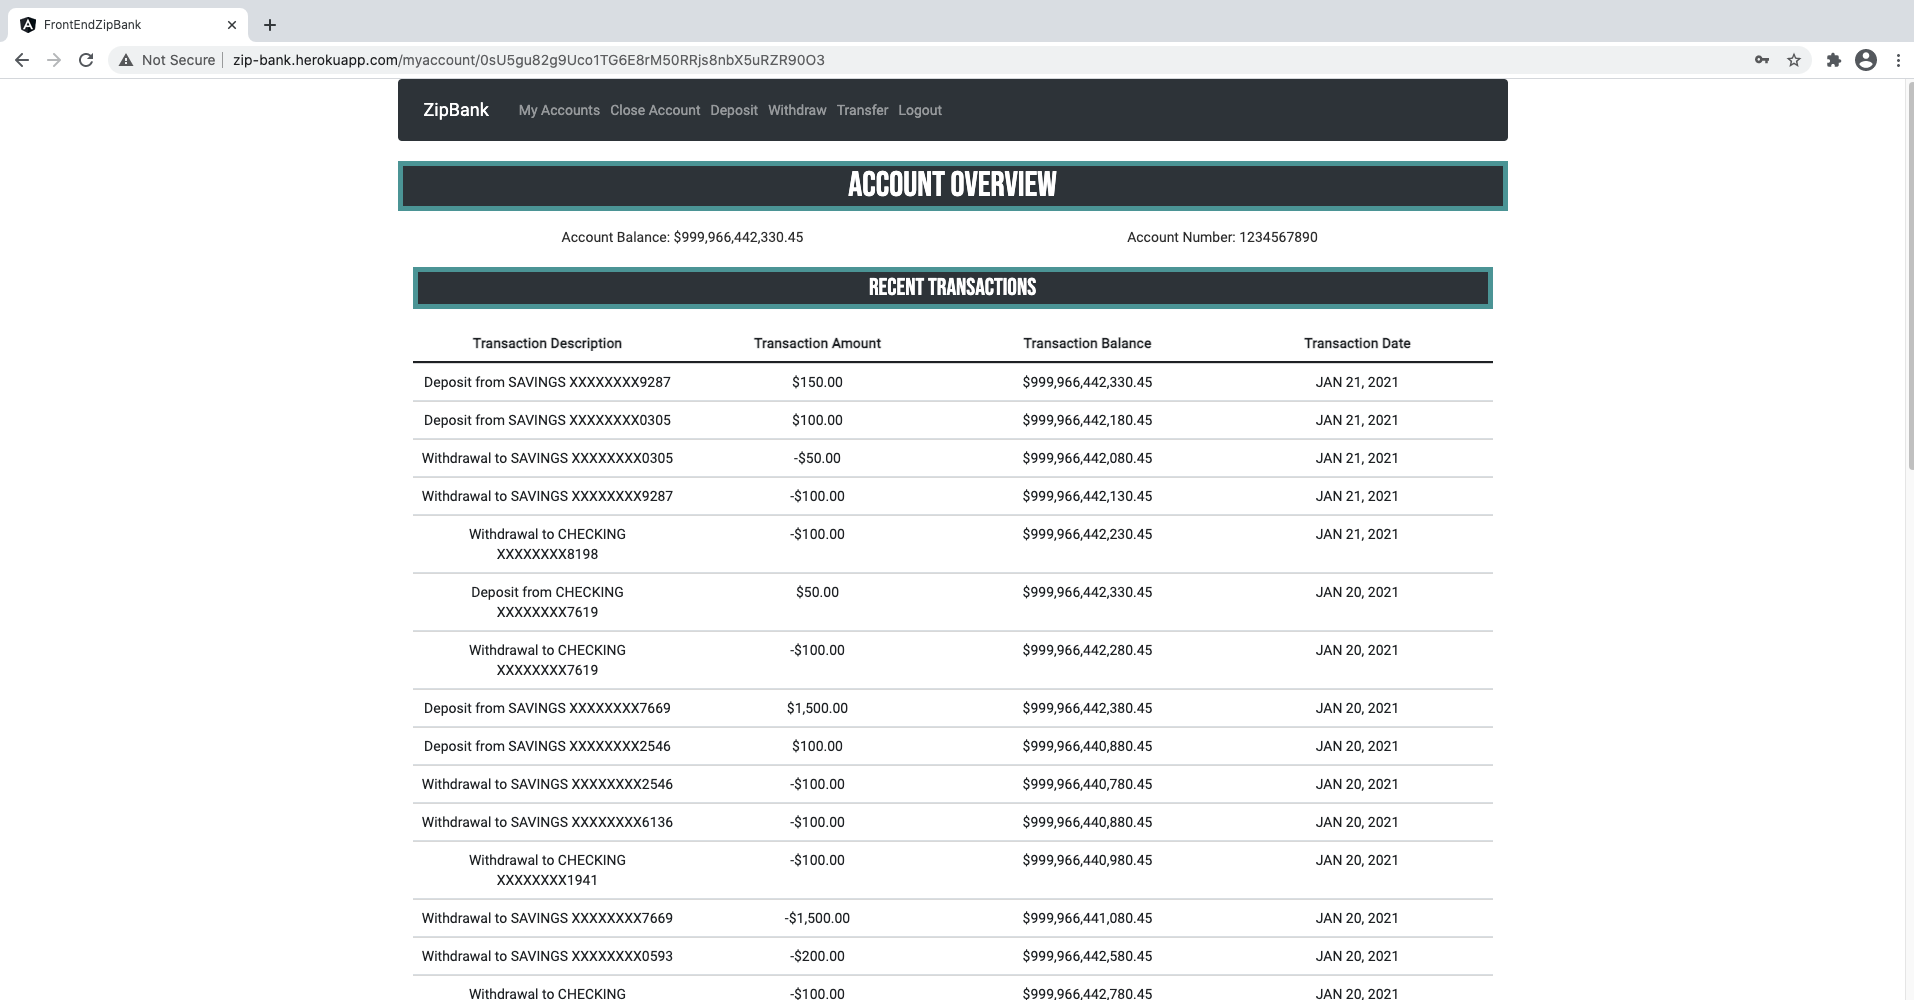 FrontEndZipBank
Not Secure zip-bank.herokuapp.com/myaccount/0sU5gu82g9Uco1TG6E8rM50RRjs8nbX5uRZR90O3
ZipBank My Accounts Close Account Deposit Withdraw Transfer Logout
ACCOUNT OVERVIEW
Account Balance: $999,966,442,330.45 Account Number: 1234567890
RECENT TRANSACTIONS
Transaction Description Transaction Amount Transaction Balance Transaction Date
Deposit from SAVINGS XXXXXXXX9287 $150.00 $999,966,442,330.45 JAN 21, 2021
Deposit from SAVINGS XXXXXXXX0305 $100.00 $999,966,442,180.45 JAN 21, 2021
Withdrawal to SAVINGS XXXXXXXX0305 -$50.00 $999,966,442,080.45 JAN 21, 2021
Withdrawal to SAVINGS XXXXXXXX9287 -$100.00 $999,966,442,130.45 JAN 21, 2021
Withdrawal to CHECKING -$100.00 $999,966,442,230.45 JAN 21, 2021
XXXXXXXX8198
Deposit from CHECKING $50.00 $999,966,442,330.45 JAN 20, 2021
XXXXXXXX7619
Withdrawal to CHECKING -$100.00 $999,966,442,280.45 JAN 20, 2021
XXXXXXXX7619
Deposit from SAVINGS XXXXXXXX7669 $1,500.00 $999,966,442,380.45 JAN 20, 2021
Deposit from SAVINGS XXXXXXXX2546 $100.00 $999,966,440,880.45 JAN 20, 2021
Withdrawal to SAVINGS XXXXXXXX2546 -$100.00 $999,966,440,780.45 JAN 20, 2021
Withdrawal to SAVINGS XXXXXXXX6136 -$100.00 $999,966,440,880.45 JAN 20, 2021
Withdrawal to CHECKING -$100.00 $999,966,440,980.45 JAN 20, 2021
XXXXXXXX1941
Withdrawal to SAVINGS XXXXXXXX7669 -$1,500.00 $999,966,441,080.45 JAN 20, 2021
Withdrawal to SAVINGS XXXXXXXX0593 -$200.00 $999,966,442,580.45 JAN 20, 2021
Withdrawal to CHECKING -$100.00 $999,966,442,780.45 JAN 20, 2021